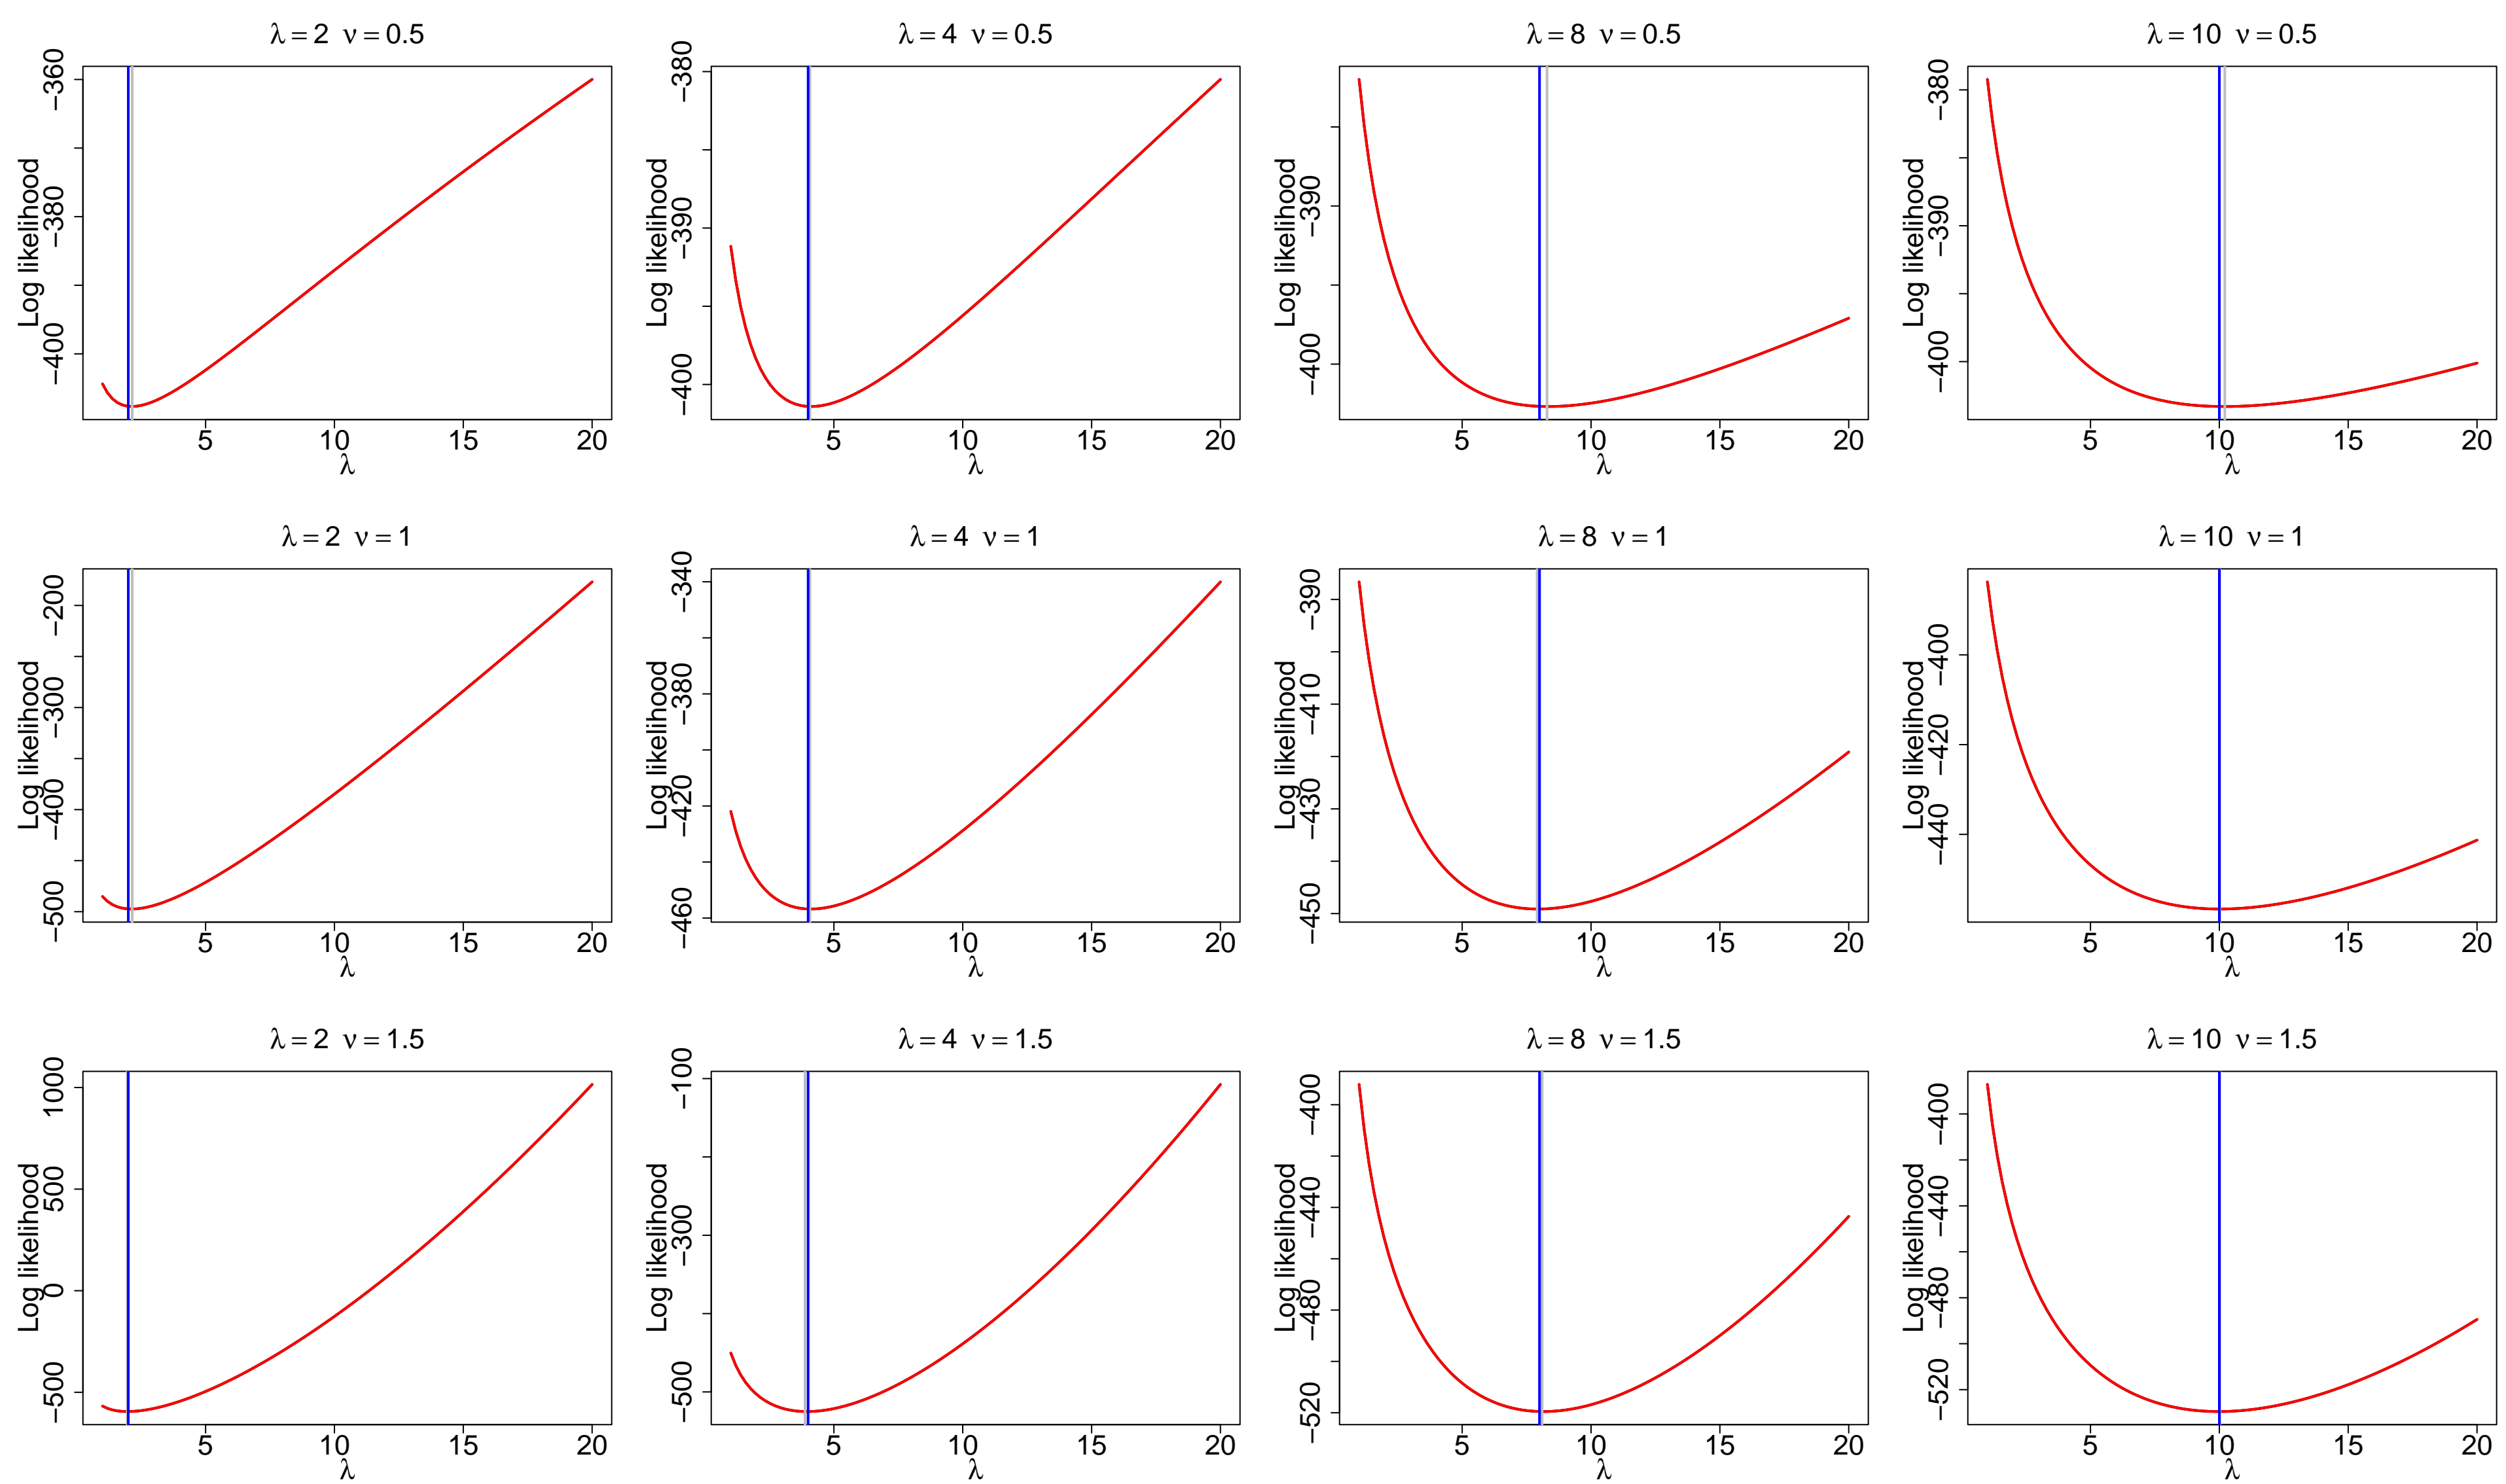 λ = 2 ν = 0.5
Log likelihood
−360
−380
−400
5 10 15 20
λ
λ = 4 ν = 0.5
Log likelihood
−380
−390
−400
5 10 15 20
λ
λ = 8 ν = 0.5
Log likelihood
−390
−400
5 10 15 20
λ
λ = 10 ν = 0.5
Log likelihood
−380
−390
−400
5 10 15 20
λ
λ = 2 ν = 1
Log likelihood
−200
−300
−400
−500
5 10 15 20
λ
λ = 4 ν = 1
Log likelihood
−340
−380
−420
−460
5 10 15 20
λ
λ = 8 ν = 1
Log likelihood
−390
−410
−430
−450
5 10 15 20
λ
λ = 10 ν = 1
Log likelihood
−400
−420
−440
5 10 15 20
λ
λ = 2 ν = 1.5
Log likelihood
1000
500
0
−500
5 10 15 20
λ
λ = 4 ν = 1.5
Log likelihood
−100
−300
−500
5 10 15 20
λ
λ = 8 ν = 1.5
Log likelihood
−400
−440
−480
−520
5 10 15 20
λ
λ = 10 ν = 1.5
Log likelihood
−400
−440
−480
−520
5 10 15 20
λ